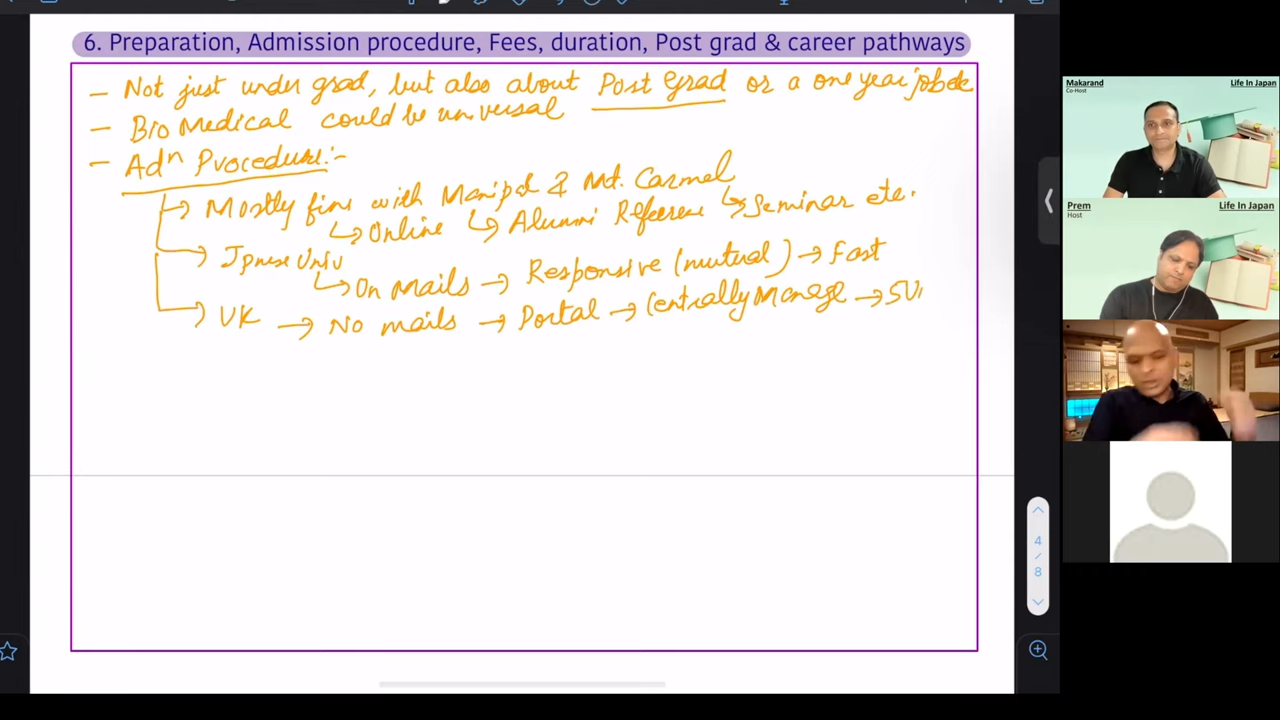 6. Preparation, Admission procedure, Fees, duration, Post grad & career pathways
– Not just under grad, but also about Post Grad or a one year job etc
– Bio Medical could be universal
– Adⁿ Procedure:-
→ Mostly fine with Manipal & Mt. Carmel
↳ Online ↳ Alumni Reference ↳ Seminar etc.
→ Jpnese Univ
↳ On Mails → Responsive (mutual) → Fast
→ UK → No mails → Portal → Centrally Manage →
4
/
8
Makarand
Co-Host
Life In Japan
Prem
Host
Life In Japan